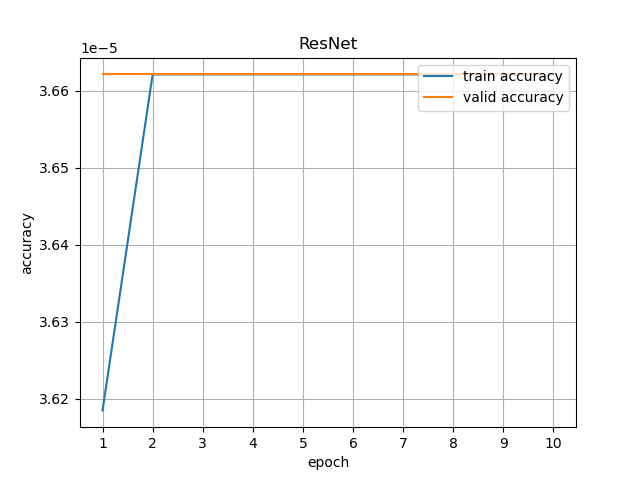 ResNet
1e−5
train accuracy
valid accuracy
3.66
3.65
3.64
3.63
3.62
accuracy
1 2 3 4 5 6 7 8 9 10
epoch